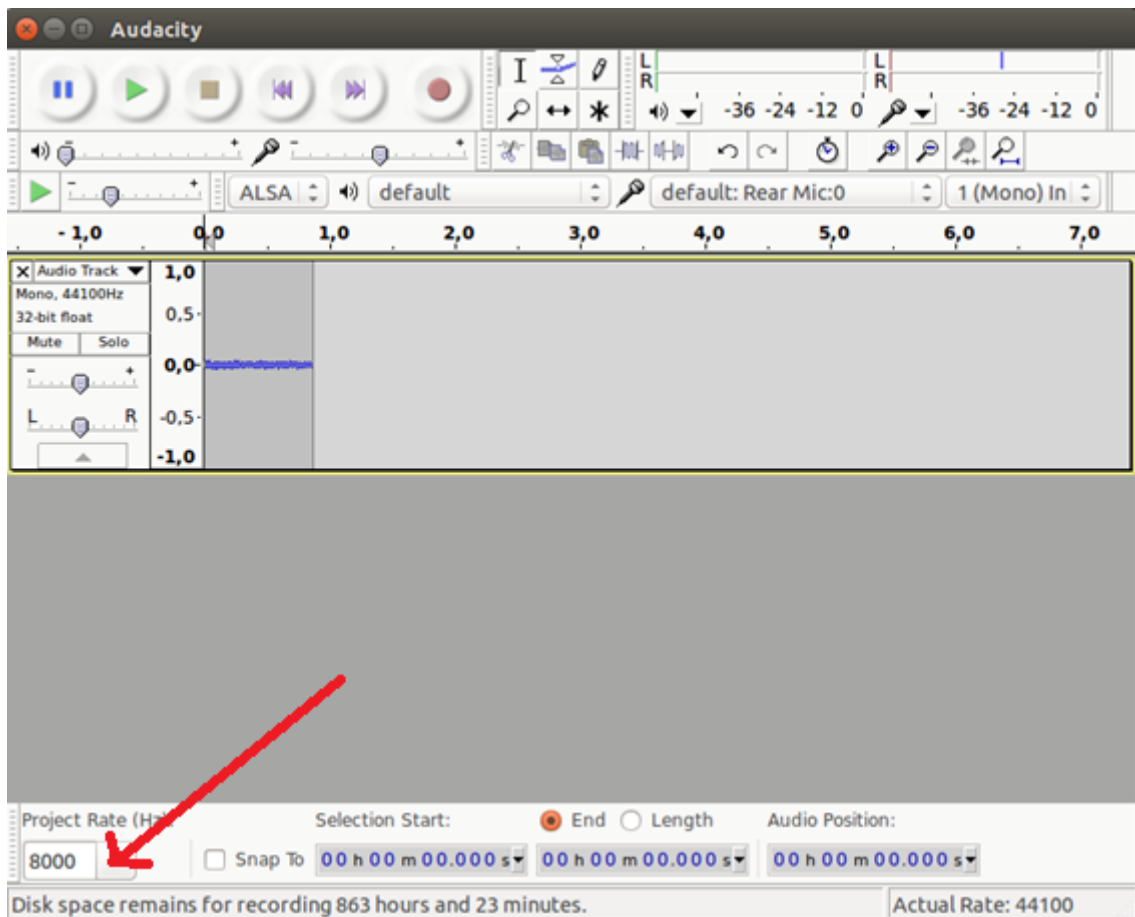 Audacity
L
R
-36 -24 -12 0
L
R
-36 -24 -12 0
- +
- +
- +
ALSA
default
default: Rear Mic:0
1 (Mono) In
- 1,0 0,0 1,0 2,0 3,0 4,0 5,0 6,0 7,0
X Audio Track
Mono, 44100Hz
32-bit float
Mute Solo
- +
L R
1,0
0,5
0,0
-0,5
-1,0
Project Rate (Hz):
Selection Start:
End Length
Audio Position:
8000
Snap To
00 h 00 m 00.000 s
00 h 00 m 00.000 s
00 h 00 m 00.000 s
Disk space remains for recording 863 hours and 23 minutes.
Actual Rate: 44100